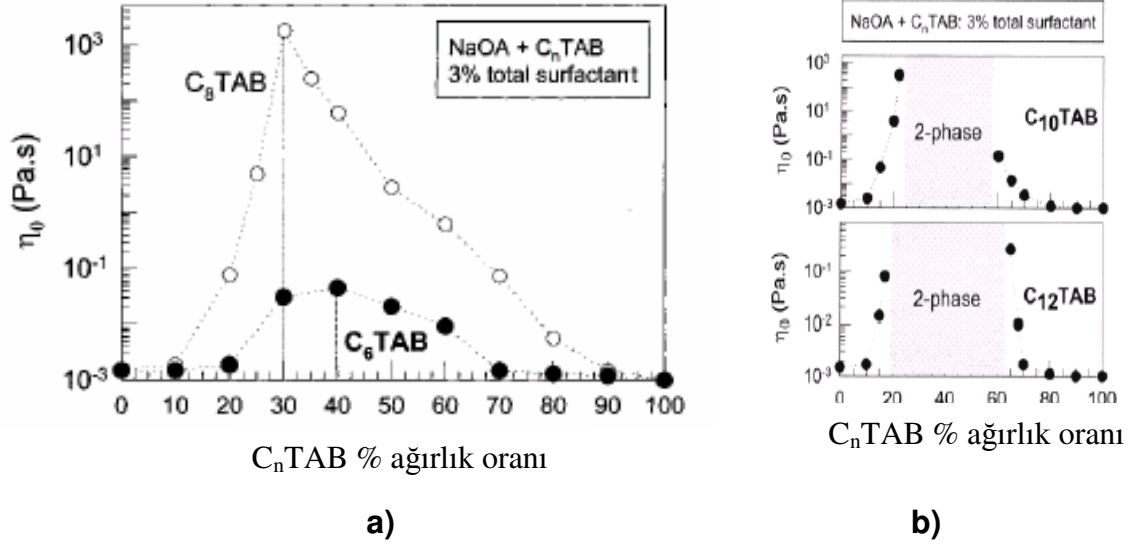 NaOA + CₙTAB
3% total surfactant
C₈TAB
C₆TAB
η₀ (Pa.s)
10³
10¹
10⁻¹
10⁻³
0 10 20 30 40 50 60 70 80 90 100
CₙTAB % ağırlık oranı
a)
NaOA + CₙTAB: 3% total surfactant
η₀ (Pa.s)
10³
10¹
10⁻¹
10⁻³
2-phase
C₁₀TAB
η₀ (Pa.s)
10⁻¹
10⁻²
10⁻³
2-phase
C₁₂TAB
0 20 40 60 80 100
CₙTAB % ağırlık oranı
b)